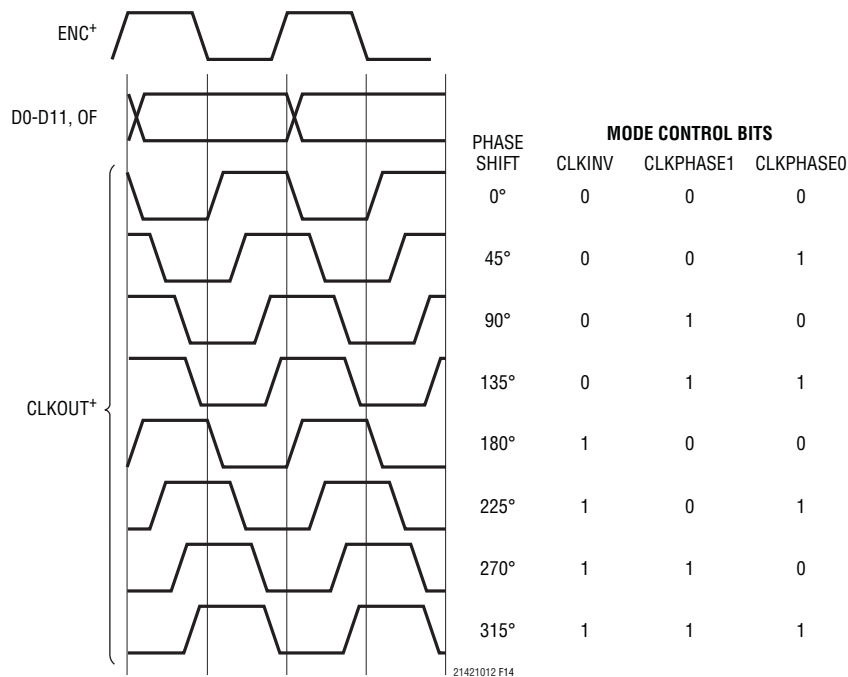 ENC+
D0-D11, OF
CLKOUT+
MODE CONTROL BITS
PHASE SHIFT CLKINV CLKPHASE1 CLKPHASE0
0° 0 0 0
45° 0 0 1
90° 0 1 0
135° 0 1 1
180° 1 0 0
225° 1 0 1
270° 1 1 0
315° 1 1 1
21421012 F14